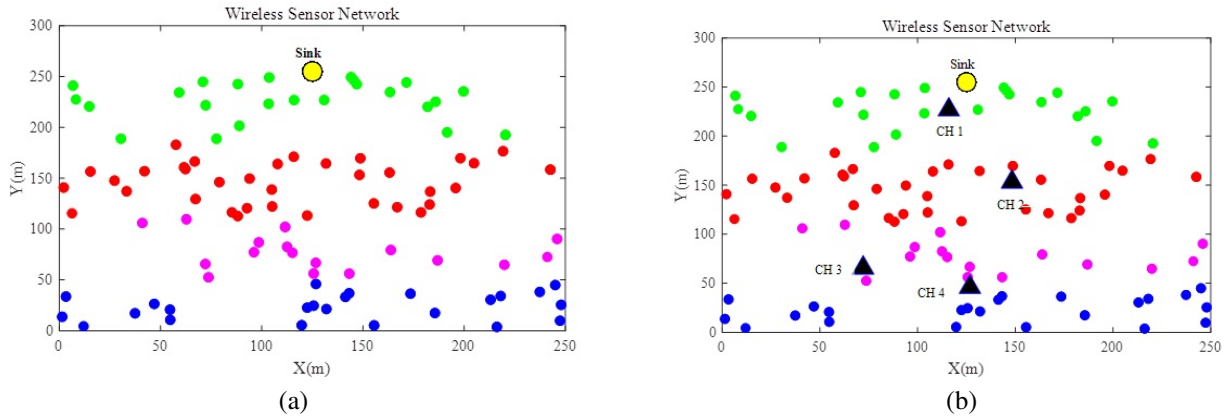 Wireless Sensor Network
300
250
200
150
100
50
0
Y(m)
Sink
0 50 100 150 200 250
X(m)
(a)
Wireless Sensor Network
300
250
200
150
100
50
0
Y(m)
Sink
CH 1
CH 2
CH 3
CH 4
0 50 100 150 200 250
X(m)
(b)